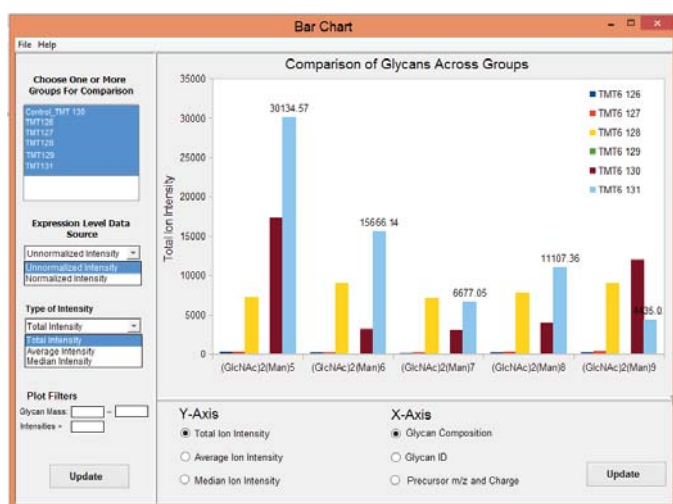 Bar Chart
File Help
Choose One or More
Groups For Comparison
Control_TMT 130
TMT126
TMT127
TMT128
TMT129
TMT131
Expression Level Data
Source
Unnormalized Intensity
Unnormalized Intensity
Normalized Intensity
Type of Intensity
Total Intensity
Total Intensity
Average Intensity
Median Intensity
Plot Filters
Glycan Mass: –
Intensities =
Update
Comparison of Glycans Across Groups
Total Ion Intensity
35000
30000
25000
20000
15000
10000
5000
0
30134.57
15666.14
6677.05
11107.36
4435.0
TMT6 126
TMT6 127
TMT6 128
TMT6 129
TMT6 130
TMT6 131
(GlcNAc)2(Man)5 (GlcNAc)2(Man)6 (GlcNAc)2(Man)7 (GlcNAc)2(Man)8 (GlcNAc)2(Man)9
Y-Axis
Total Ion Intensity
Average Ion Intensity
Median Ion Intensity
X-Axis
Glycan Composition
Glycan ID
Precursor m/z and Charge
Update